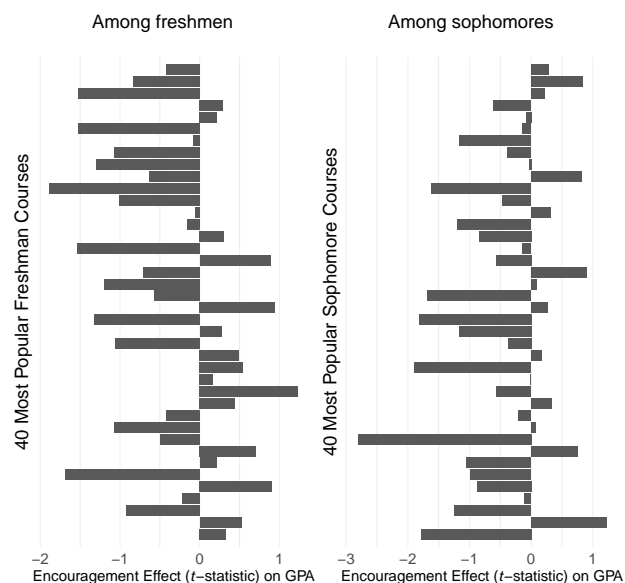 Among freshmen
Among sophomores
40 Most Popular Freshman Courses
40 Most Popular Sophomore Courses
−2 −1 0 1
−3 −2 −1 0 1
Encouragement Effect (t−statistic) on GPA
Encouragement Effect (t−statistic) on GPA